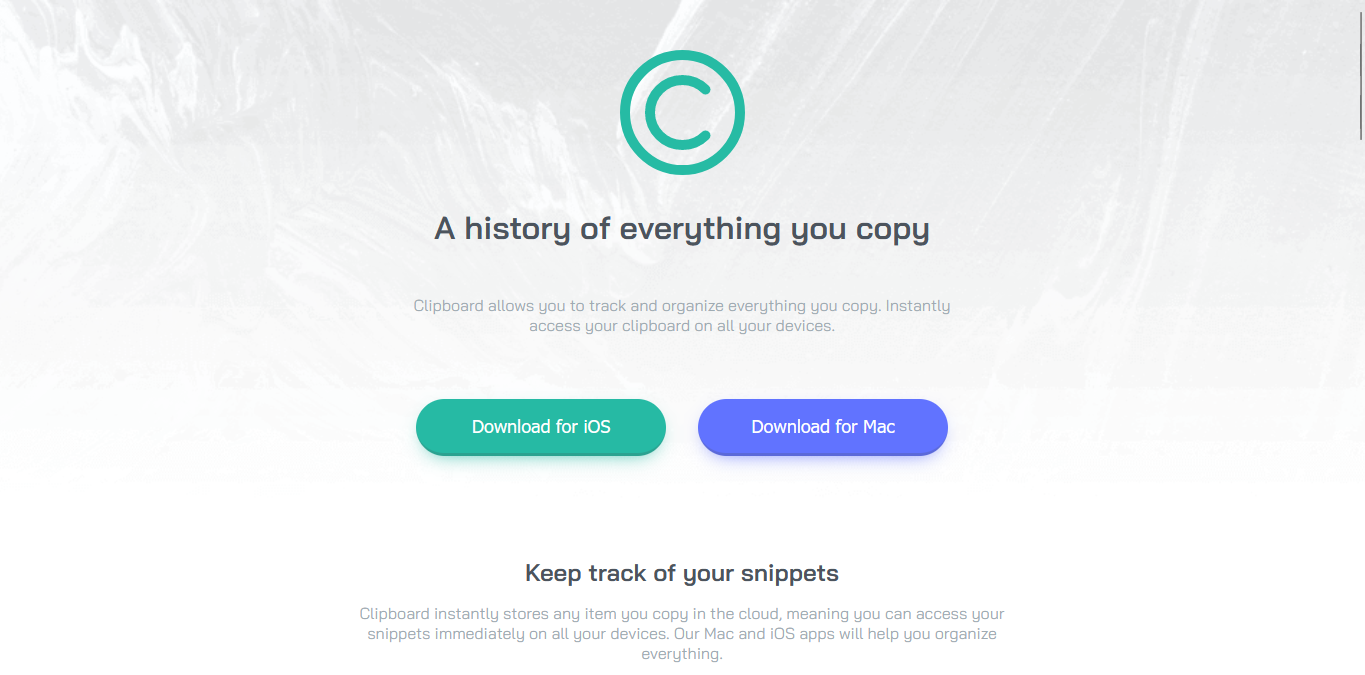 A history of everything you copy
Clipboard allows you to track and organize everything you copy. Instantly
access your clipboard on all your devices.
Download for iOS
Download for Mac
Keep track of your snippets
Clipboard instantly stores any item you copy in the cloud, meaning you can access your
snippets immediately on all your devices. Our Mac and iOS apps will help you organize
everything.